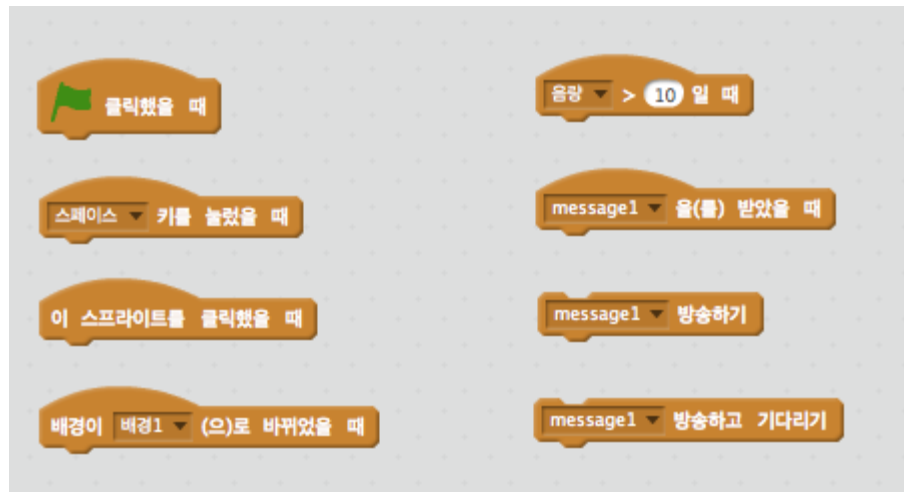 클릭했을 때
스페이스 키를 눌렀을 때
이 스프라이트를 클릭했을 때
배경이 배경1 (으)로 바뀌었을 때
음량 > 10 일 때
message1 을(를) 받았을 때
message1 방송하기
message1 방송하고 기다리기